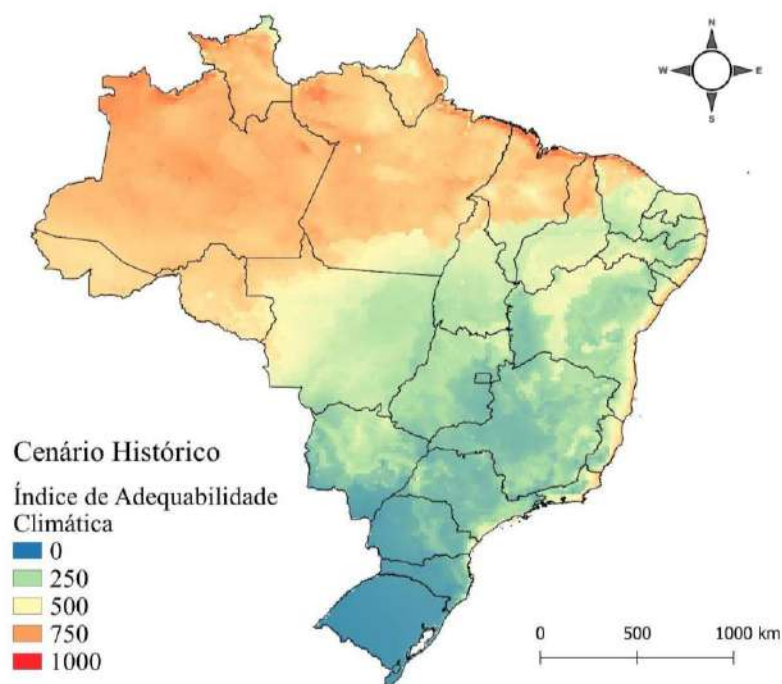 N
W E
S
Cenário Histórico
Índice de Adequabilidade
Climática
0
250
500
750
1000
0 500 1000 km